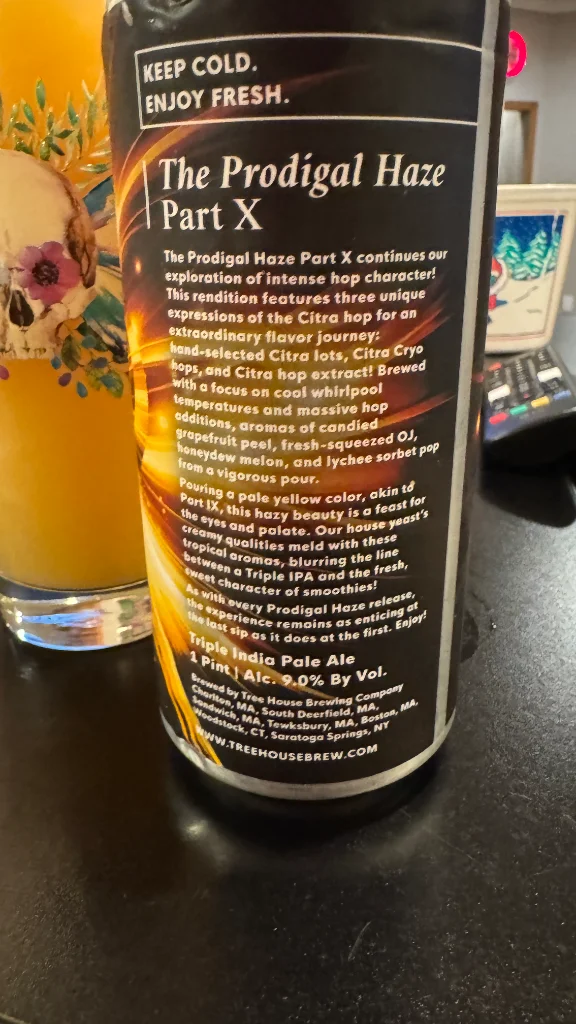 KEEP COLD.
ENJOY FRESH.
The Prodigal Haze
Part X
The Prodigal Haze Part X continues our
exploration of intense hop character!
This rendition features three unique
expressions of the Citra hop for an
extraordinary flavor journey:
hand-selected Citra lots, Citra Cryo
hops, and Citra hop extract! Brewed
with a focus on cool whirlpool
temperatures and massive hop
additions, aromas of candied
grapefruit peel, fresh-squeezed OJ,
honeydew melon, and lychee sorbet pop
from a vigorous pour.
Pouring a pale yellow color, akin to
Part IX, this hazy beauty is a feast for
the eyes and palate. Our house yeast's
creamy qualities meld with these
tropical aromas, blurring the line
between a Triple IPA and the fresh,
sweet character of smoothies!
As with every Prodigal Haze release,
the experience remains as enticing at
the last sip as it does at the first. Enjoy!
Triple India Pale Ale
1 Pint | Alc. 9.0% By Vol.
Brewed by Tree House Brewing Company
Charlton, MA, South Deerfield, MA,
Sandwich, MA, Tewksbury, MA, Boston, MA,
Woodstock, CT, Saratoga Springs, NY
WWW.TREEHOUSEBREW.COM